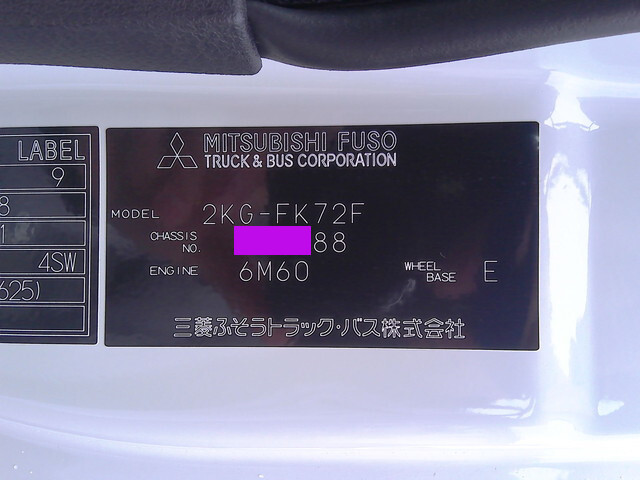 LABEL
9
8
1
4SW
625)
MITSUBISHI FUSO
TRUCK & BUS CORPORATION
MODEL 2KG-FK72F
CHASSIS NO. 88
ENGINE 6M60 WHEEL BASE E
三菱ふそうトラック・バス株式会社